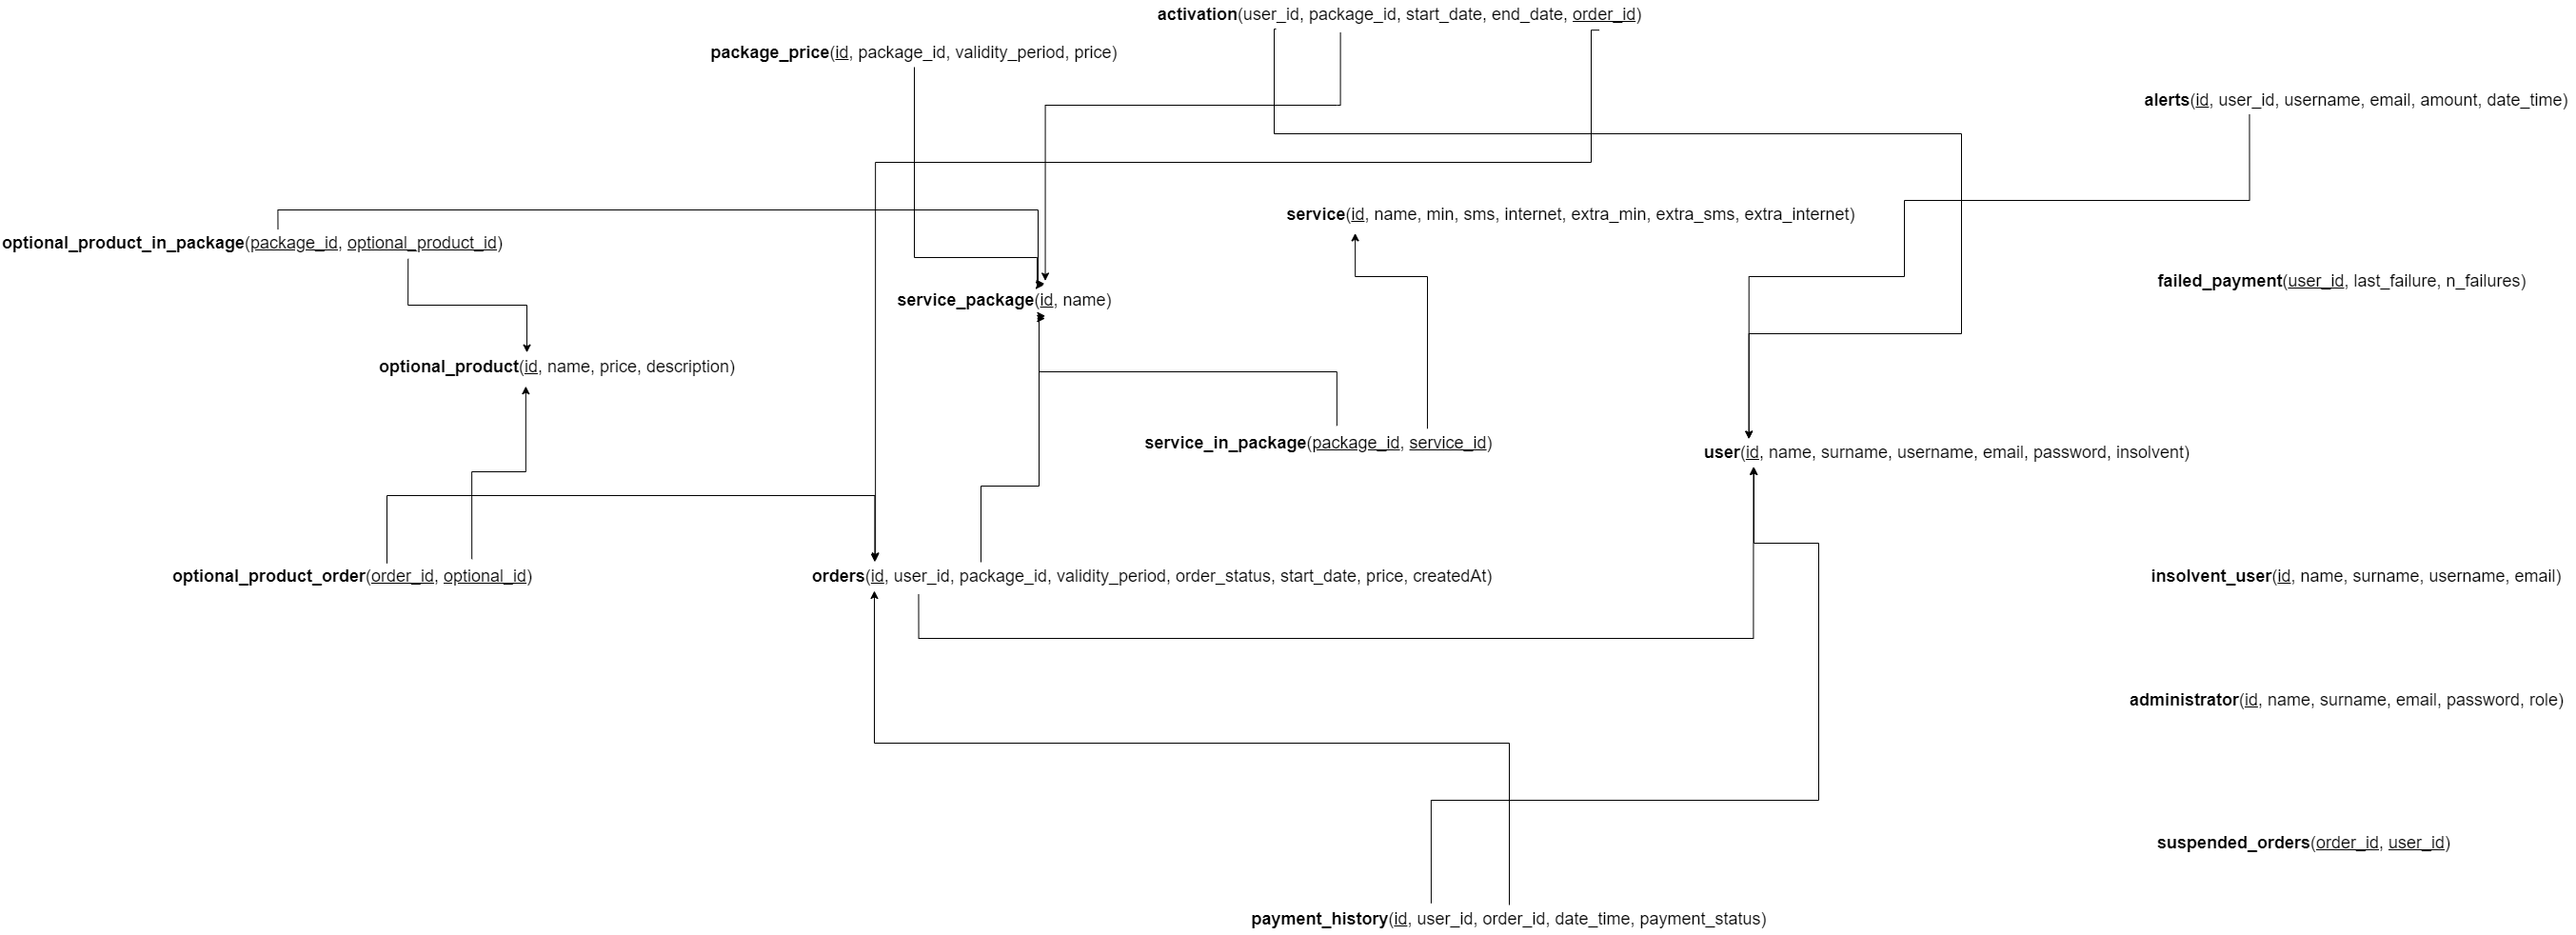 activation(user_id, package_id, start_date, end_date, order_id)
package_price(id, package_id, validity_period, price)
alerts(id, user_id, username, email, amount, date_time)
service(id, name, min, sms, internet, extra_min, extra_sms, extra_internet)
optional_product_in_package(package_id, optional_product_id)
failed_payment(user_id, last_failure, n_failures)
service_package(id, name)
optional_product(id, name, price, description)
service_in_package(package_id, service_id)
user(id, name, surname, username, email, password, insolvent)
optional_product_order(order_id, optional_id)
orders(id, user_id, package_id, validity_period, order_status, start_date, price, createdAt)
insolvent_user(id, name, surname, username, email)
administrator(id, name, surname, email, password, role)
suspended_orders(order_id, user_id)
payment_history(id, user_id, order_id, date_time, payment_status)